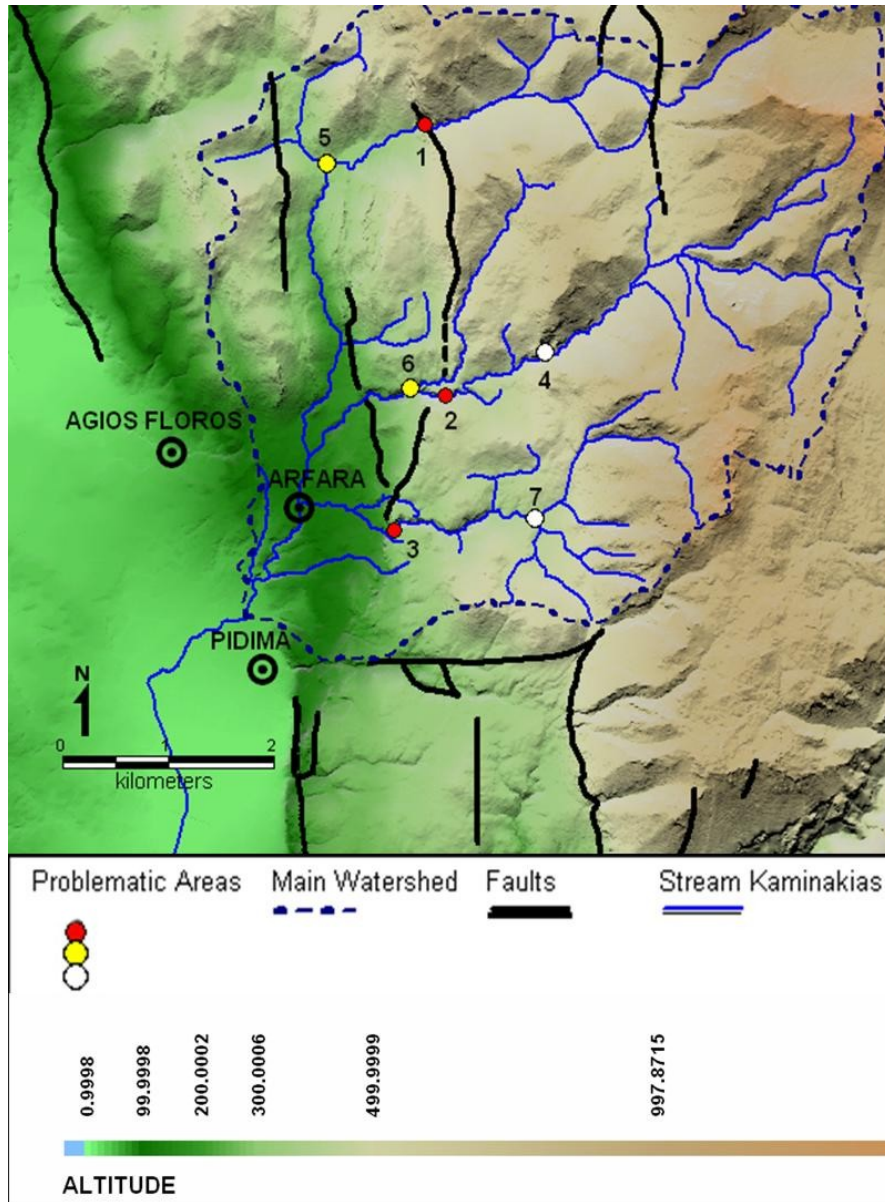 5
1
6
4
2
AGIOS FLOROS
ARFARA
7
3
PIDIMA
N
0 1 2
kilometers
Problematic Areas Main Watershed Faults Stream Kaminakias
0.9998 99.9998 200.0002 300.0006 499.9999 997.8715
ALTITUDE